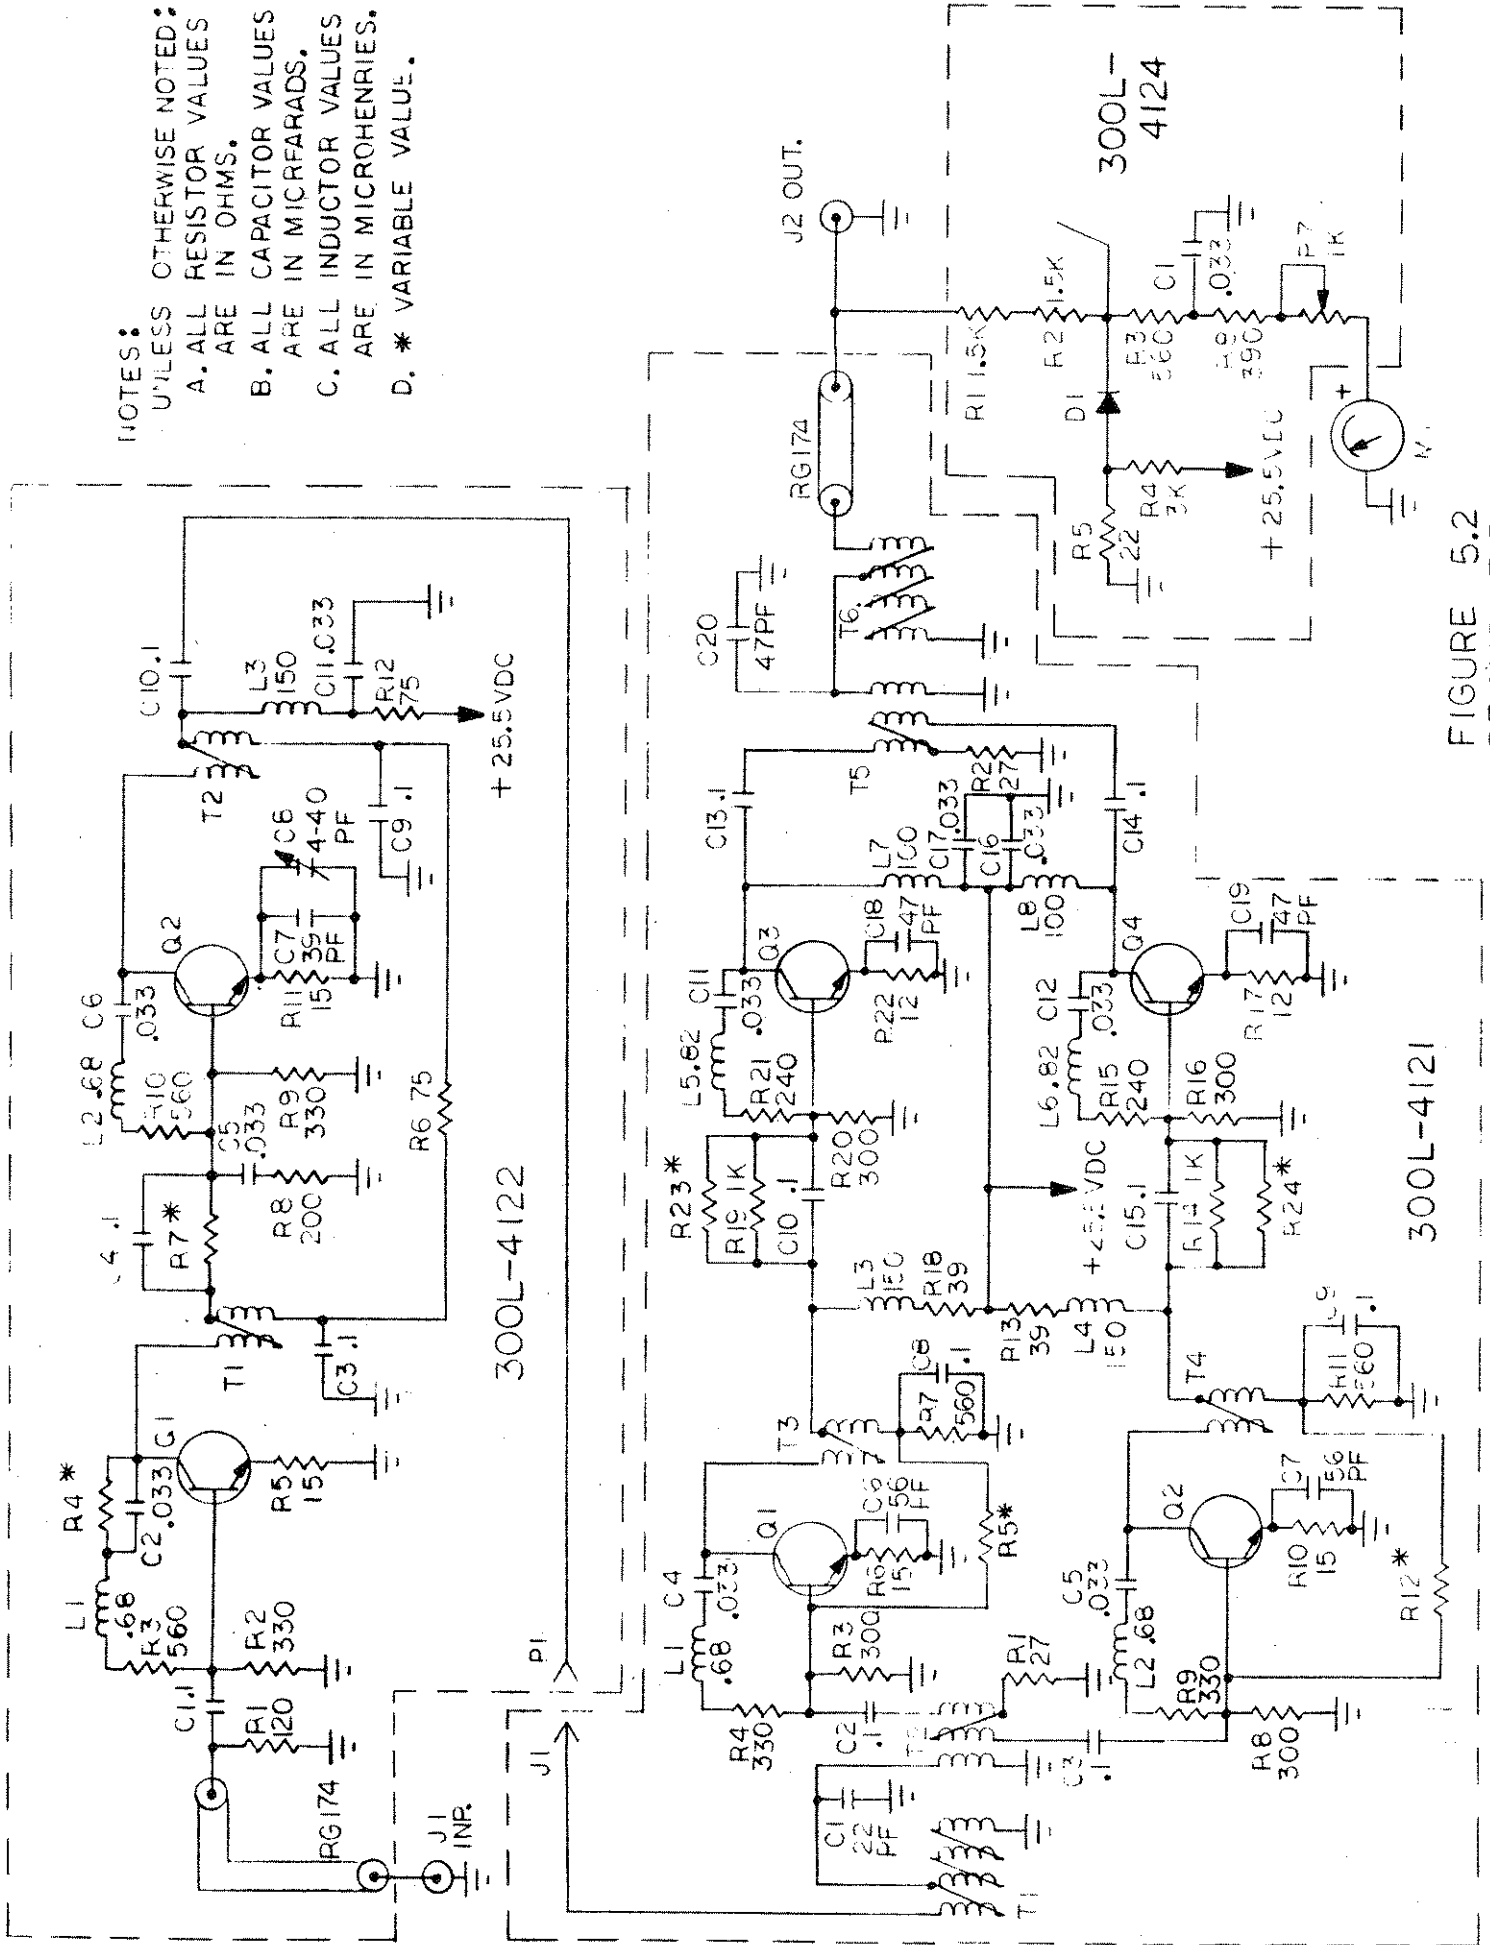 NOTES:
UNLESS OTHERWISE NOTED:
A. ALL RESISTOR VALUES
ARE IN OHMS.
B. ALL CAPACITOR VALUES
ARE IN MICRFARADS.
C. ALL INDUCTOR VALUES
ARE IN MICROHENRIES.
D. * VARIABLE VALUE.
J1
INP.
RG174
R1
120
C1.1
R2
330
R3
560
L1
.68
R4*
C2.033
Q1
R5
15
T1
C3.1
.1
R7*
R8
200
C5
.033
R9
330
R10
560
L2.68
C6
.033
Q2
R11
15
C7
39
PF
C8
4-40
PF
T2
C9.1
R6 75
C10.1
L3
150
C11.033
R12
75
+25.5VDC
300L-4122
P1
J1
T1
C1
22
PF
R1
27
C2
.1
C3
.1
R4
330
R3
300
L1
.68
C4
.033
Q1
R6
15
C6
56
PF
R5*
T3
R7
560
C8
.1
R8
300
R9
330
L2.68
C5
.033
Q2
R10
15
C7
56
PF
R12*
T4
R11
560
.1
L3
150
R18
39
R13
39
L4
150
+25.5VDC
R23*
R19 1K
C10 .1
R20
300
R21
240
L5.82
C11
.033
Q3
R22
12
C18
47
PF
C15.1
R14 1K
R24*
R16
300
R15
240
L6.82
C12
.033
Q4
R17
12
C19
47
PF
L7
100
C17.033
C16
.033
L8
100
C13.1
C14.1
T5
27
C20
47PF
T6
RG174
J2 OUT.
300L-4121
R1 1.5K
R2 1.5K
R3
560
C1
.033
390
1K
D1
R4
3K
R5
22
+25.5VDC
+
300L-
4124
FIGURE 5.2